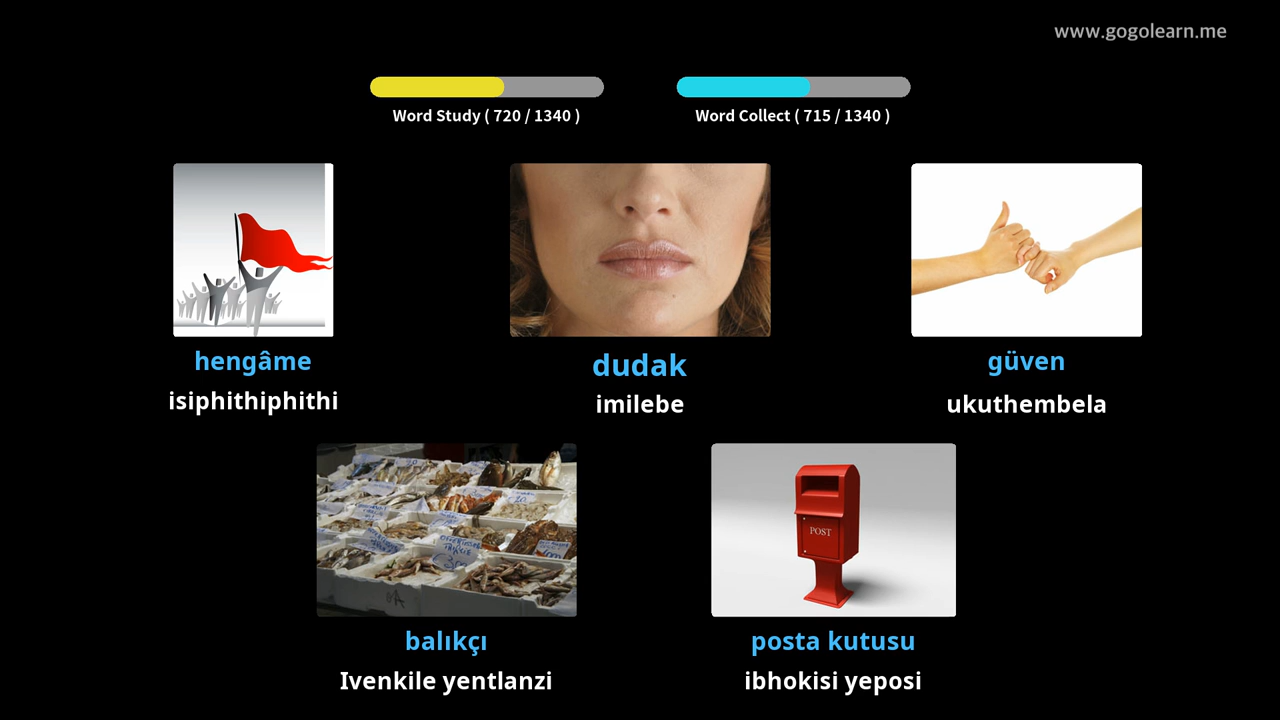 www.gogolearn.me
Word Study ( 720 / 1340 )
Word Collect ( 715 / 1340 )
hengâme
isiphithiphithi
dudak
imilebe
güven
ukuthembela
POST
balıkçı
Ivenkile yentlanzi
posta kutusu
ibhokisi yeposi